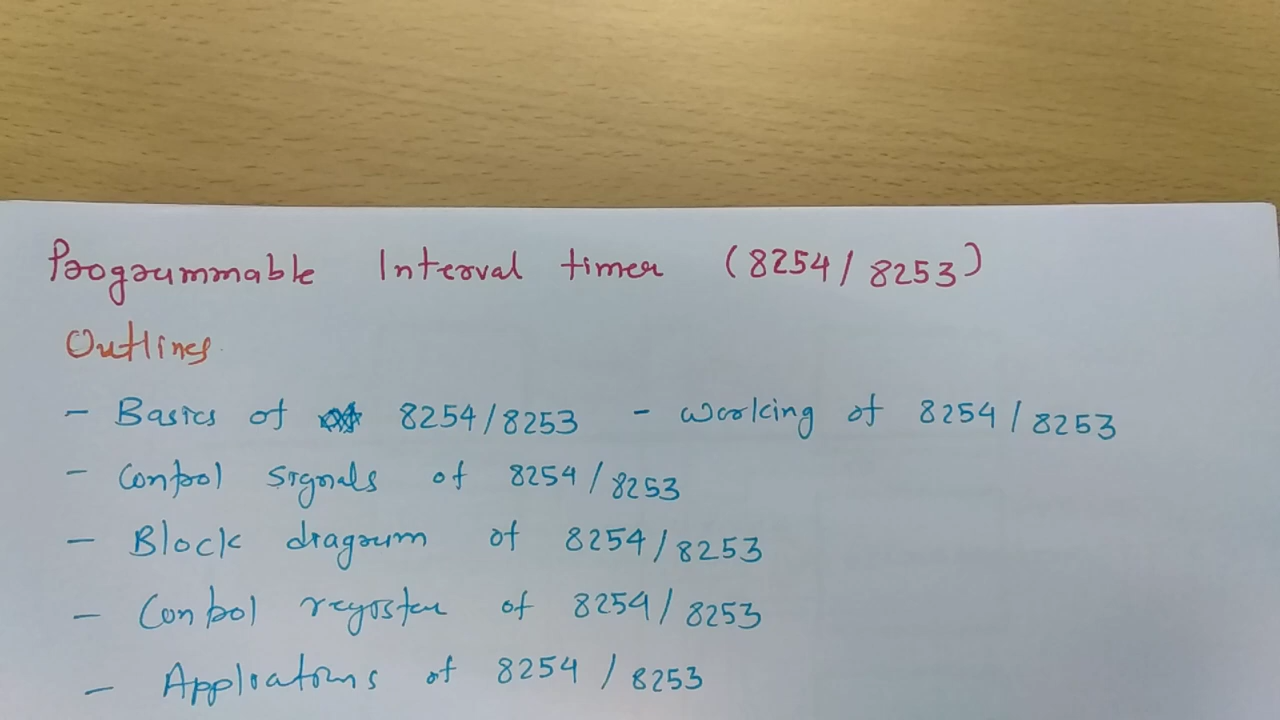 Programmable Interval timer (8254/8253)
Outlines
- Basics of 8254/8253 - working of 8254/8253
- Control signals of 8254/8253
- Block diagram of 8254/8253
- Control register of 8254/8253
- Applications of 8254/8253